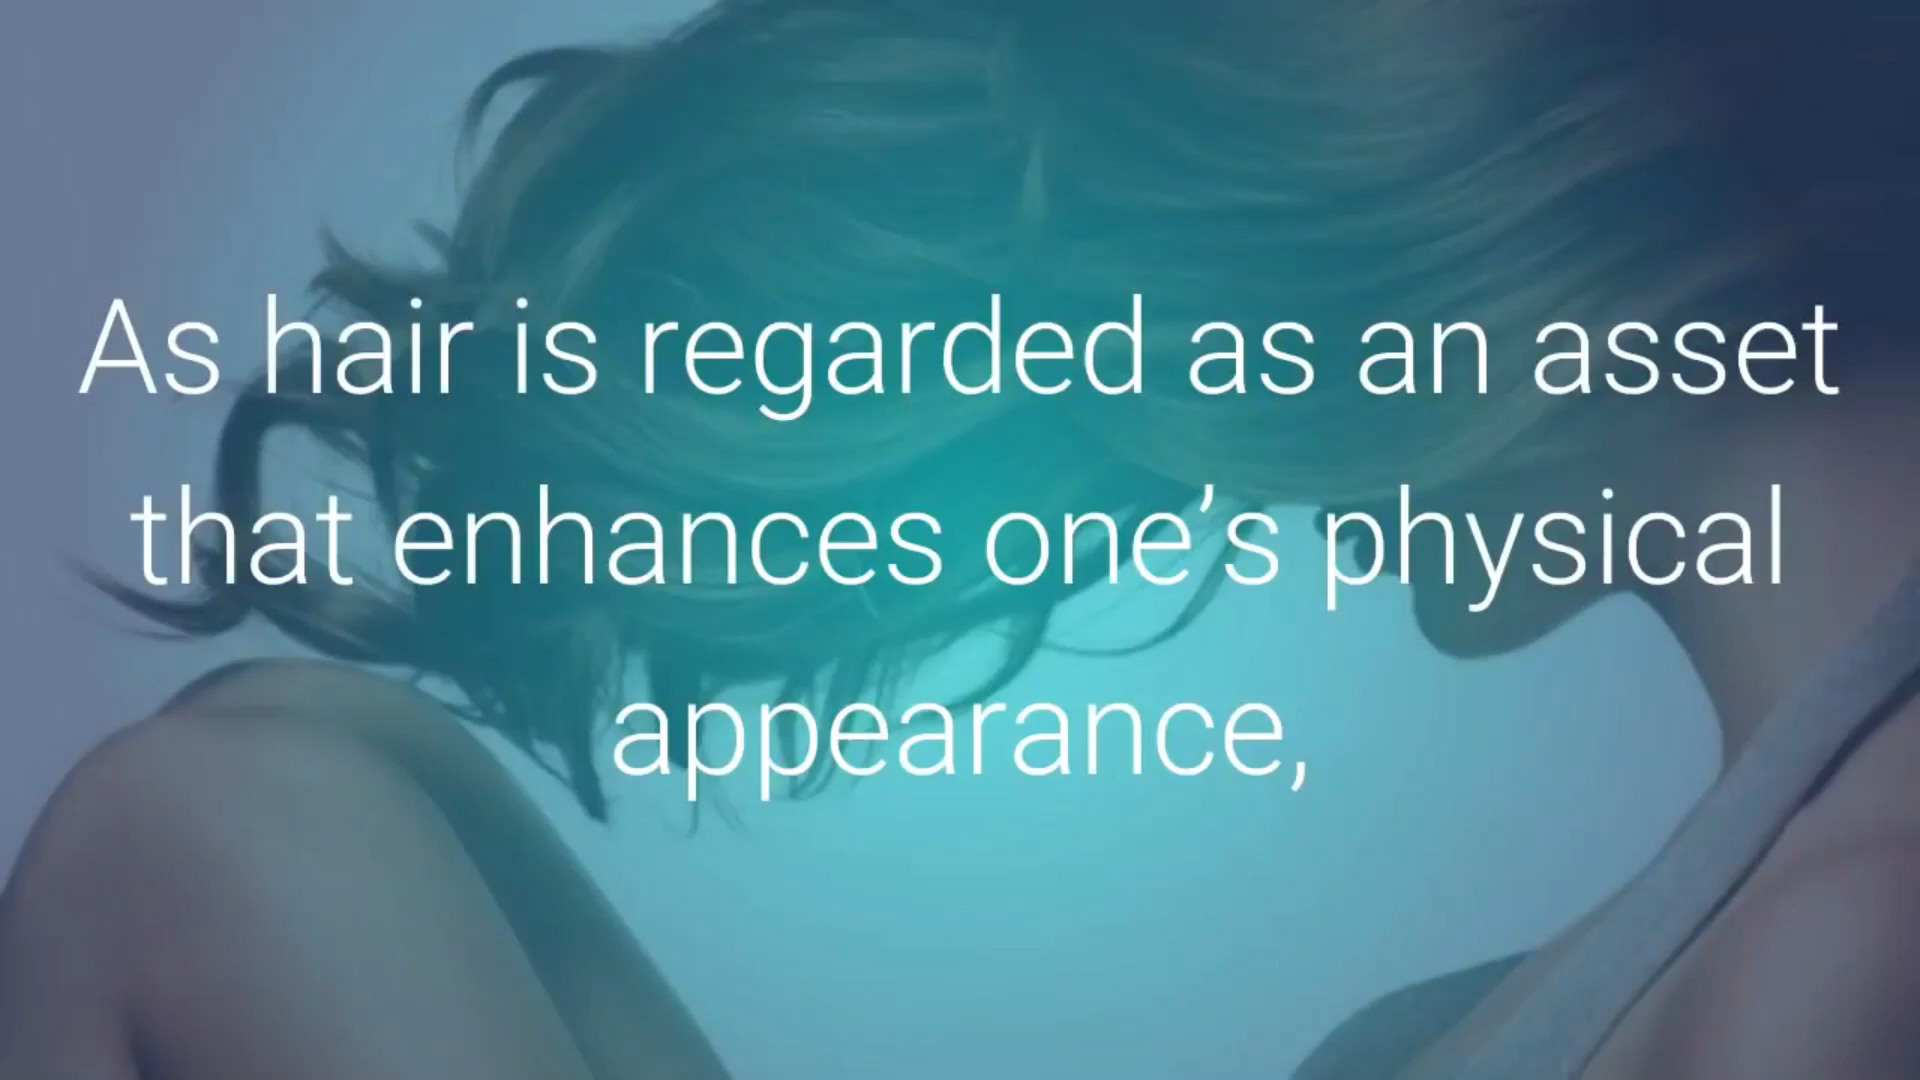 As hair is regarded as an asset
that enhances one’s physical
appearance,